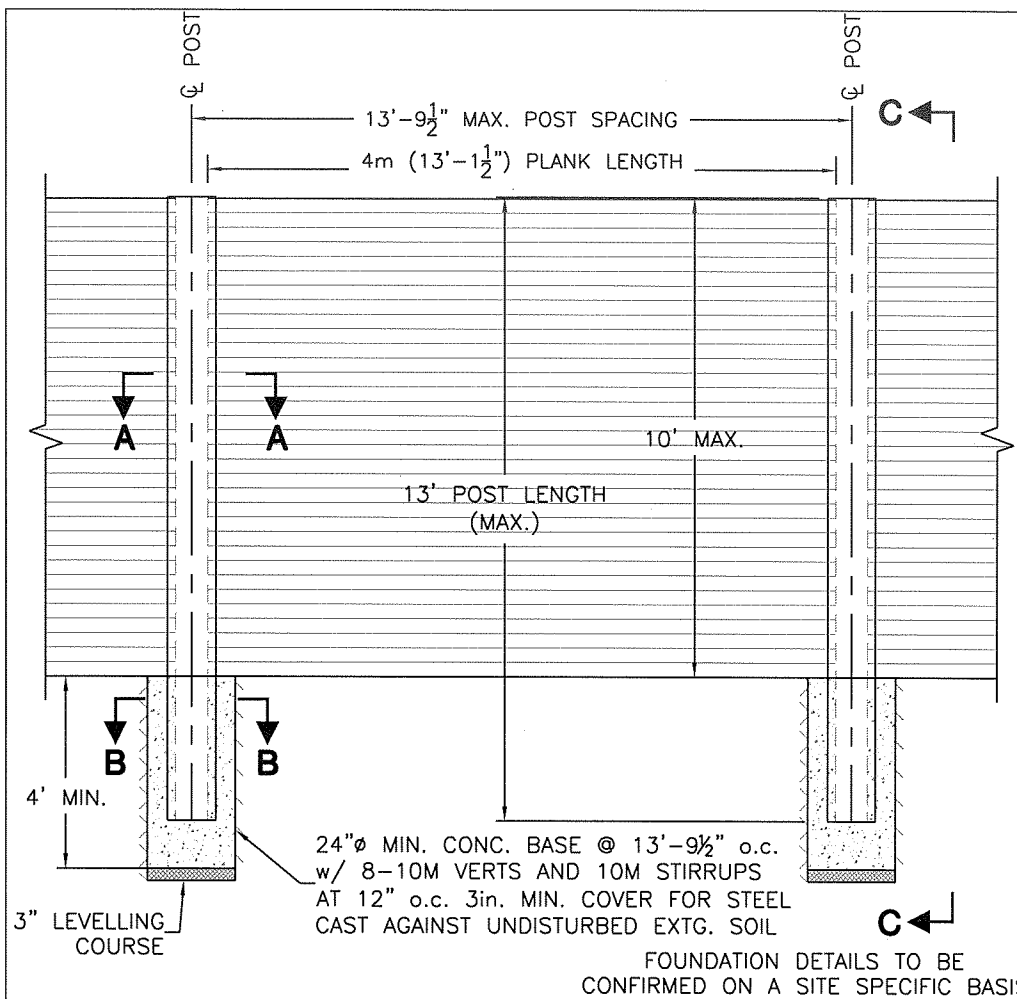 ℄ POST
℄ POST
C
13'-9½" MAX. POST SPACING
4m (13'-1½") PLANK LENGTH
A
A
10' MAX.
13' POST LENGTH
(MAX.)
B
B
4' MIN.
24"ø MIN. CONC. BASE @ 13'-9½" o.c.
w/ 8-10M VERTS AND 10M STIRRUPS
AT 12" o.c. 3in. MIN. COVER FOR STEEL
CAST AGAINST UNDISTURBED EXTG. SOIL
3" LEVELLING
COURSE
C
FOUNDATION DETAILS TO BE
CONFIRMED ON A SITE SPECIFIC BASIS